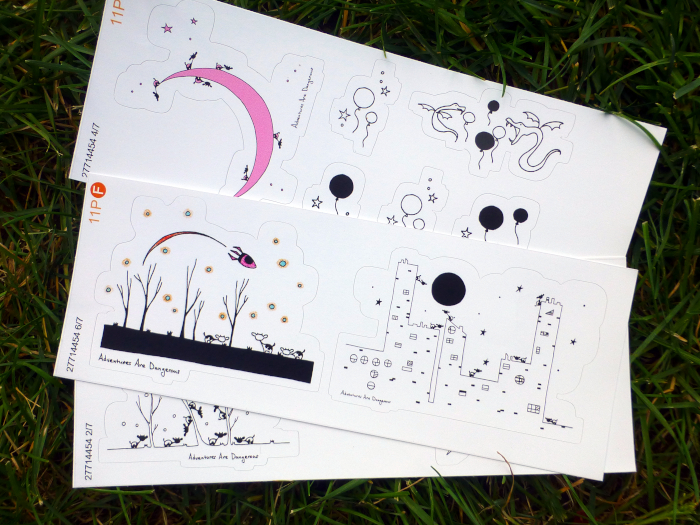 11P
27714454 4/7
Adventures Are Dangerous
11P F
27714454 6/7
Adventures Are Dangerous
Adventures Are Dangerous
27714454 2/7
Adventures Are Dangerous